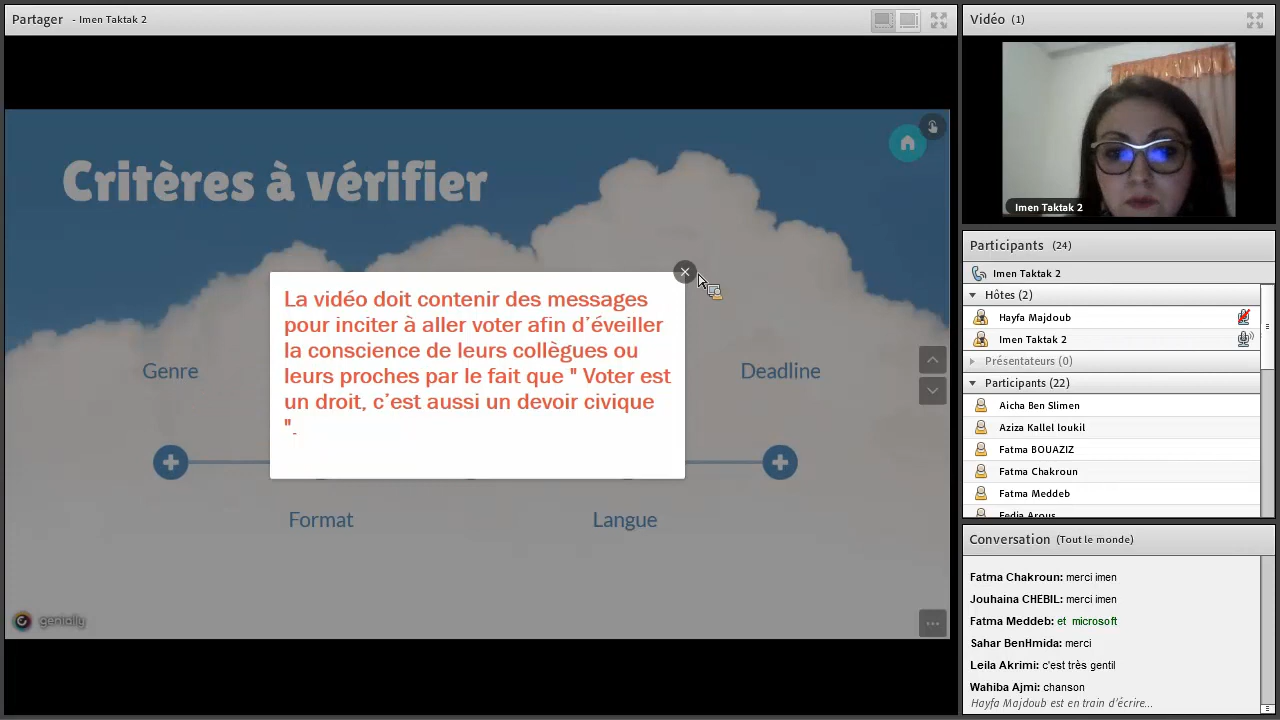 Partager - Imen Taktak 2
Critères à vérifier
La vidéo doit contenir des messages
pour inciter à aller voter afin d’éveiller
la conscience de leurs collègues ou
leurs proches par le fait que " Voter est
un droit, c’est aussi un devoir civique
".
Genre
Deadline
Format
Langue
genially
Vidéo (1)
Imen Taktak 2
Participants (24)
Imen Taktak 2
Hôtes (2)
Hayfa Majdoub
Imen Taktak 2
Présentateurs (0)
Participants (22)
Aicha Ben Slimen
Aziza Kallel loukil
Fatma BOUAZIZ
Fatma Chakroun
Fatma Meddeb
Fedia Arous
Conversation (Tout le monde)
Fatma Chakroun: merci imen
Jouhaina CHEBIL: merci imen
Fatma Meddeb: et microsoft
Sahar BenHmida: merci
Leila Akrimi: c'est très gentil
Wahiba Ajmi: chanson
Hayfa Majdoub est en train d'écrire...